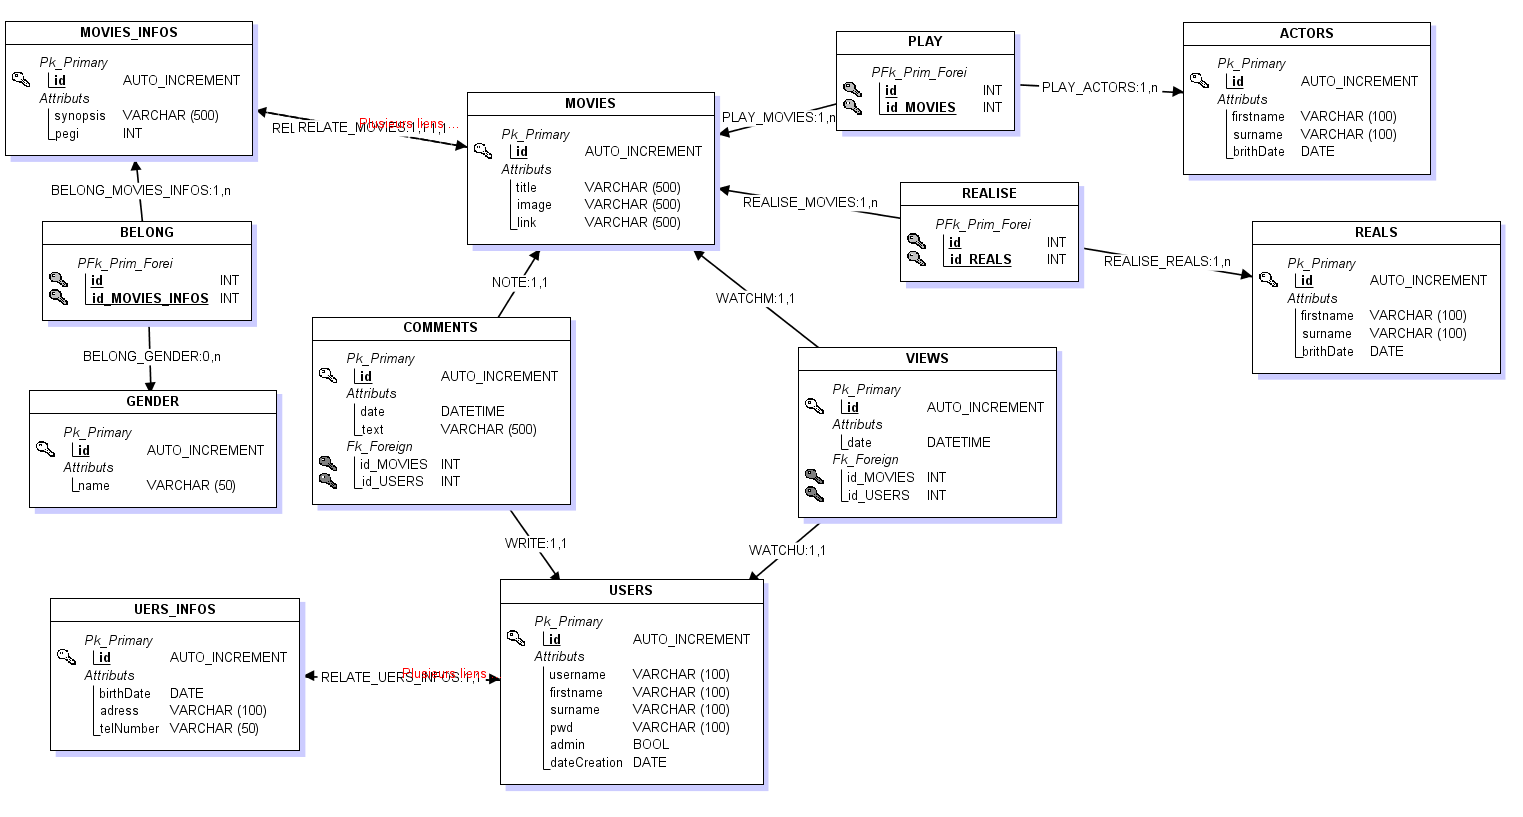 MOVIES_INFOS
Pk_Primary
id AUTO_INCREMENT
Attributs
synopsis VARCHAR (500)
pegi INT
MOVIES
Pk_Primary
id AUTO_INCREMENT
Attributs
title VARCHAR (500)
image VARCHAR (500)
link VARCHAR (500)
PLAY
PFk_Prim_Forei
id INT
id_MOVIES INT
ACTORS
Pk_Primary
id AUTO_INCREMENT
Attributs
firstname VARCHAR (100)
surname VARCHAR (100)
brithDate DATE
PLAY_ACTORS:1,n
PLAY_MOVIES:1,n
RELATE_MOVIES:1,1
Plusieurs liens ...
REALISE
PFk_Prim_Forei
id INT
id_REALS INT
REALISE_MOVIES:1,n
REALISE_REALS:1,n
REALS
Pk_Primary
id AUTO_INCREMENT
Attributs
firstname VARCHAR (100)
surname VARCHAR (100)
brithDate DATE
BELONG_MOVIES_INFOS:1,n
BELONG
PFk_Prim_Forei
id INT
id_MOVIES_INFOS INT
BELONG_GENDER:0,n
GENDER
Pk_Primary
id AUTO_INCREMENT
Attributs
name VARCHAR (50)
NOTE:1,1
WATCHM:1,1
COMMENTS
Pk_Primary
id AUTO_INCREMENT
Attributs
date DATETIME
text VARCHAR (500)
Fk_Foreign
id_MOVIES INT
id_USERS INT
VIEWS
Pk_Primary
id AUTO_INCREMENT
Attributs
date DATETIME
Fk_Foreign
id_MOVIES INT
id_USERS INT
WRITE:1,1
WATCHU:1,1
UERS_INFOS
Pk_Primary
id AUTO_INCREMENT
Attributs
birthDate DATE
adress VARCHAR (100)
telNumber VARCHAR (50)
RELATE_UERS_INFOS:1,1
Plusieurs liens
USERS
Pk_Primary
id AUTO_INCREMENT
Attributs
username VARCHAR (100)
firstname VARCHAR (100)
surname VARCHAR (100)
pwd VARCHAR (100)
admin BOOL
dateCreation DATE